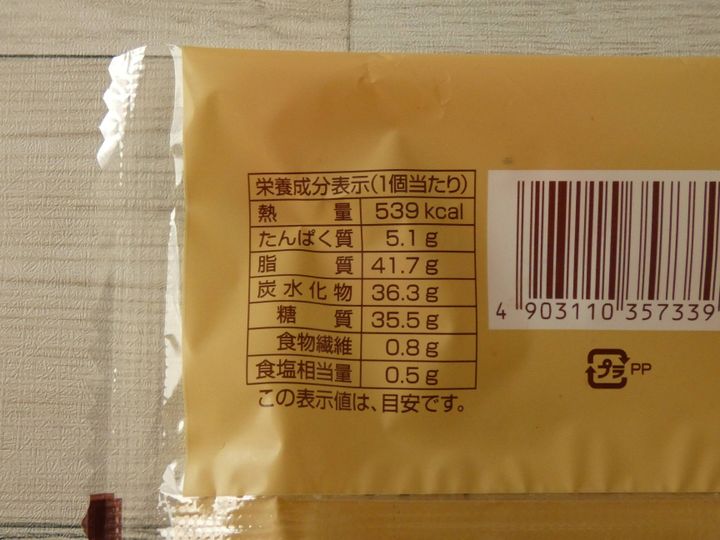 栄養成分表示(1個当たり)
熱量 539kcal
たんぱく質 5.1g
脂質 41.7g
炭水化物 36.3g
糖質 35.5g
食物繊維 0.8g
食塩相当量 0.5g
この表示値は、目安です。
4 903110 357339
プラ PP